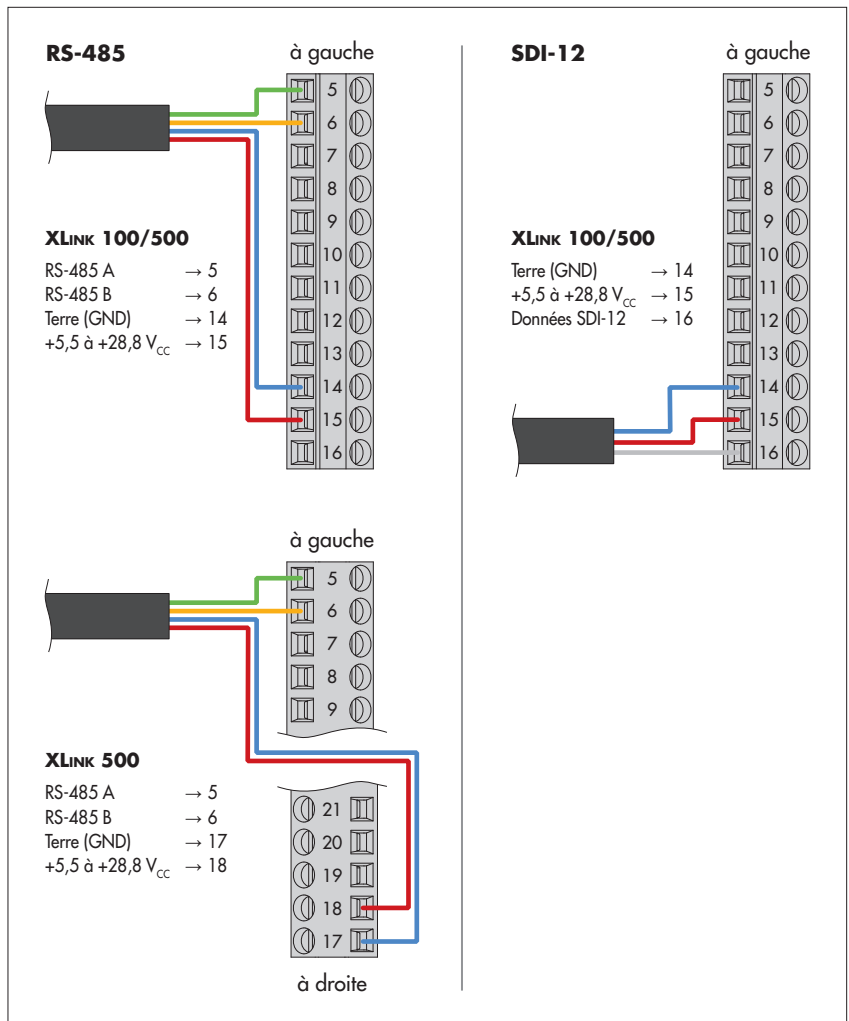 RS-485
à gauche
5
6
7
8
9
10
11
12
13
14
15
16
XLINK 100/500
RS-485 A → 5
RS-485 B → 6
Terre (GND) → 14
+5,5 à +28,8 VCC → 15
à gauche
5
6
7
8
9
XLINK 500
RS-485 A → 5
RS-485 B → 6
Terre (GND) → 17
+5,5 à +28,8 VCC → 18
21
20
19
18
17
à droite
SDI-12
à gauche
5
6
7
8
9
10
11
12
13
14
15
16
XLINK 100/500
Terre (GND) → 14
+5,5 à +28,8 VCC → 15
Données SDI-12 → 16